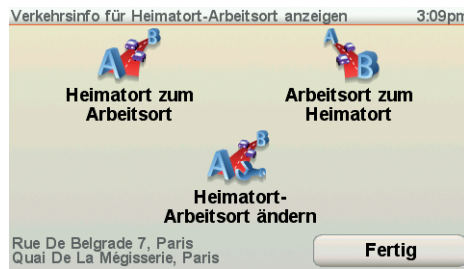 Verkehrsinfo für Heimatort-Arbeitsort anzeigen 3:09pm
A B
Heimatort zum
Arbeitsort
A B
Arbeitsort zum
Heimatort
A B
Heimatort-
Arbeitsort ändern
Rue De Belgrade 7, Paris
Quai De La Mégisserie, Paris
Fertig